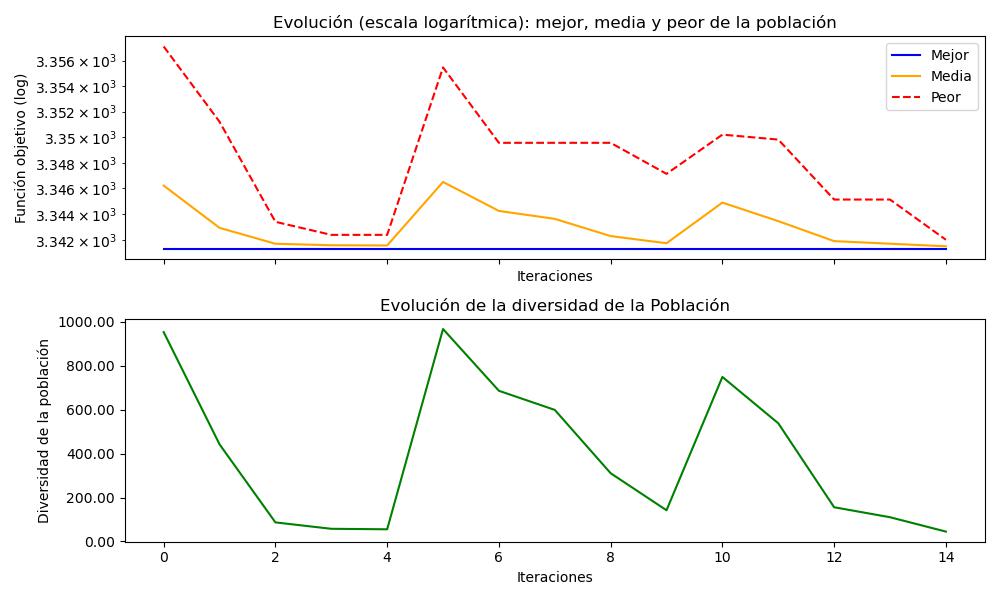 Evolución (escala logarítmica): mejor, media y peor de la población
Función objetivo (log)
3.356 × 10³
3.354 × 10³
3.352 × 10³
3.35 × 10³
3.348 × 10³
3.346 × 10³
3.344 × 10³
3.342 × 10³
Mejor
Media
Peor
Iteraciones
Evolución de la diversidad de la Población
Diversidad de la población
1000.00
800.00
600.00
400.00
200.00
0.00
0 2 4 6 8 10 12 14
Iteraciones